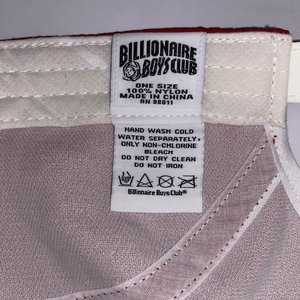 BILLIONAIRE
BOYS CLUB
ONE SIZE
100% NYLON
MADE IN CHINA
RN 98011
HAND WASH COLD
WATER SEPARATELY
ONLY NON-CHLORINE
BLEACH
DO NOT DRY CLEAN
DO NOT IRON
Billionaire Boys Club®